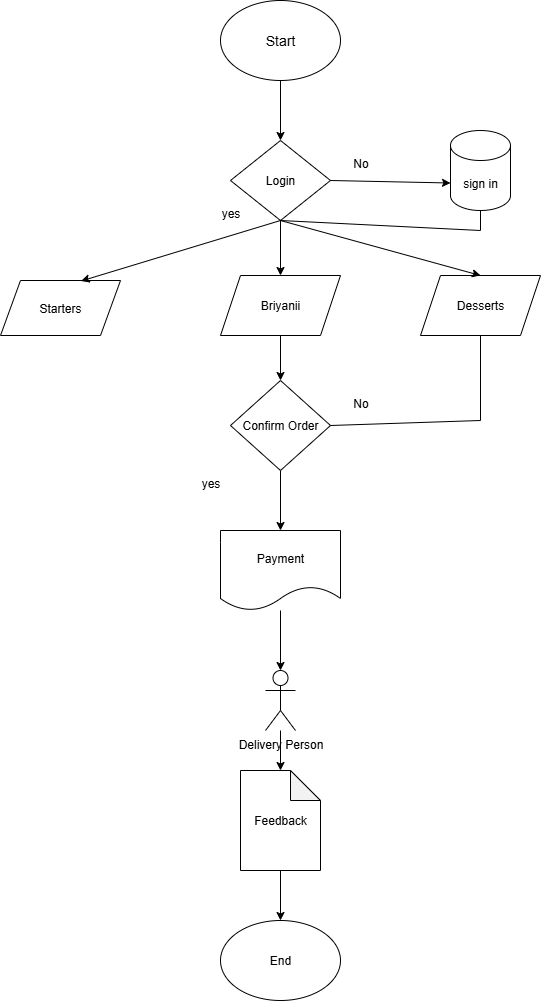 Start
No
Login
sign in
yes
Starters
Briyanii
Desserts
No
Confirm Order
yes
Payment
Delivery Person
Feedback
End